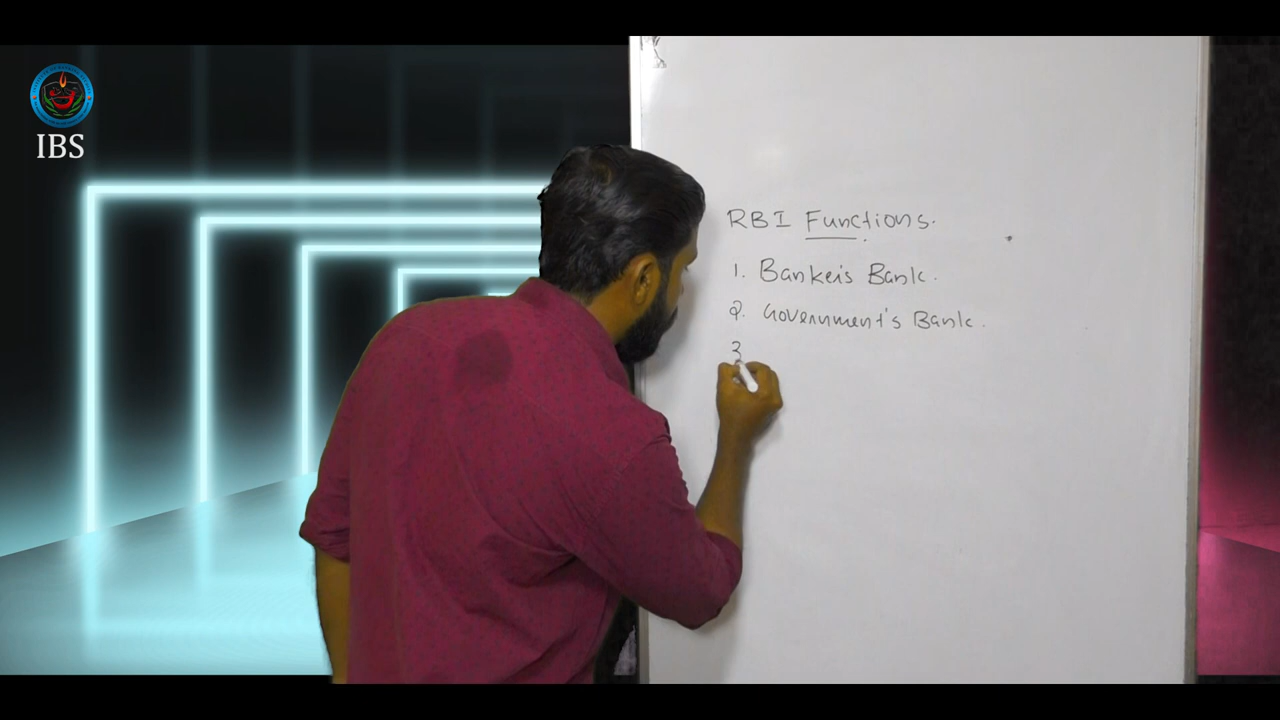 IBS
RBI Functions.
1. Banker's Bank.
2. Government's Bank.
3